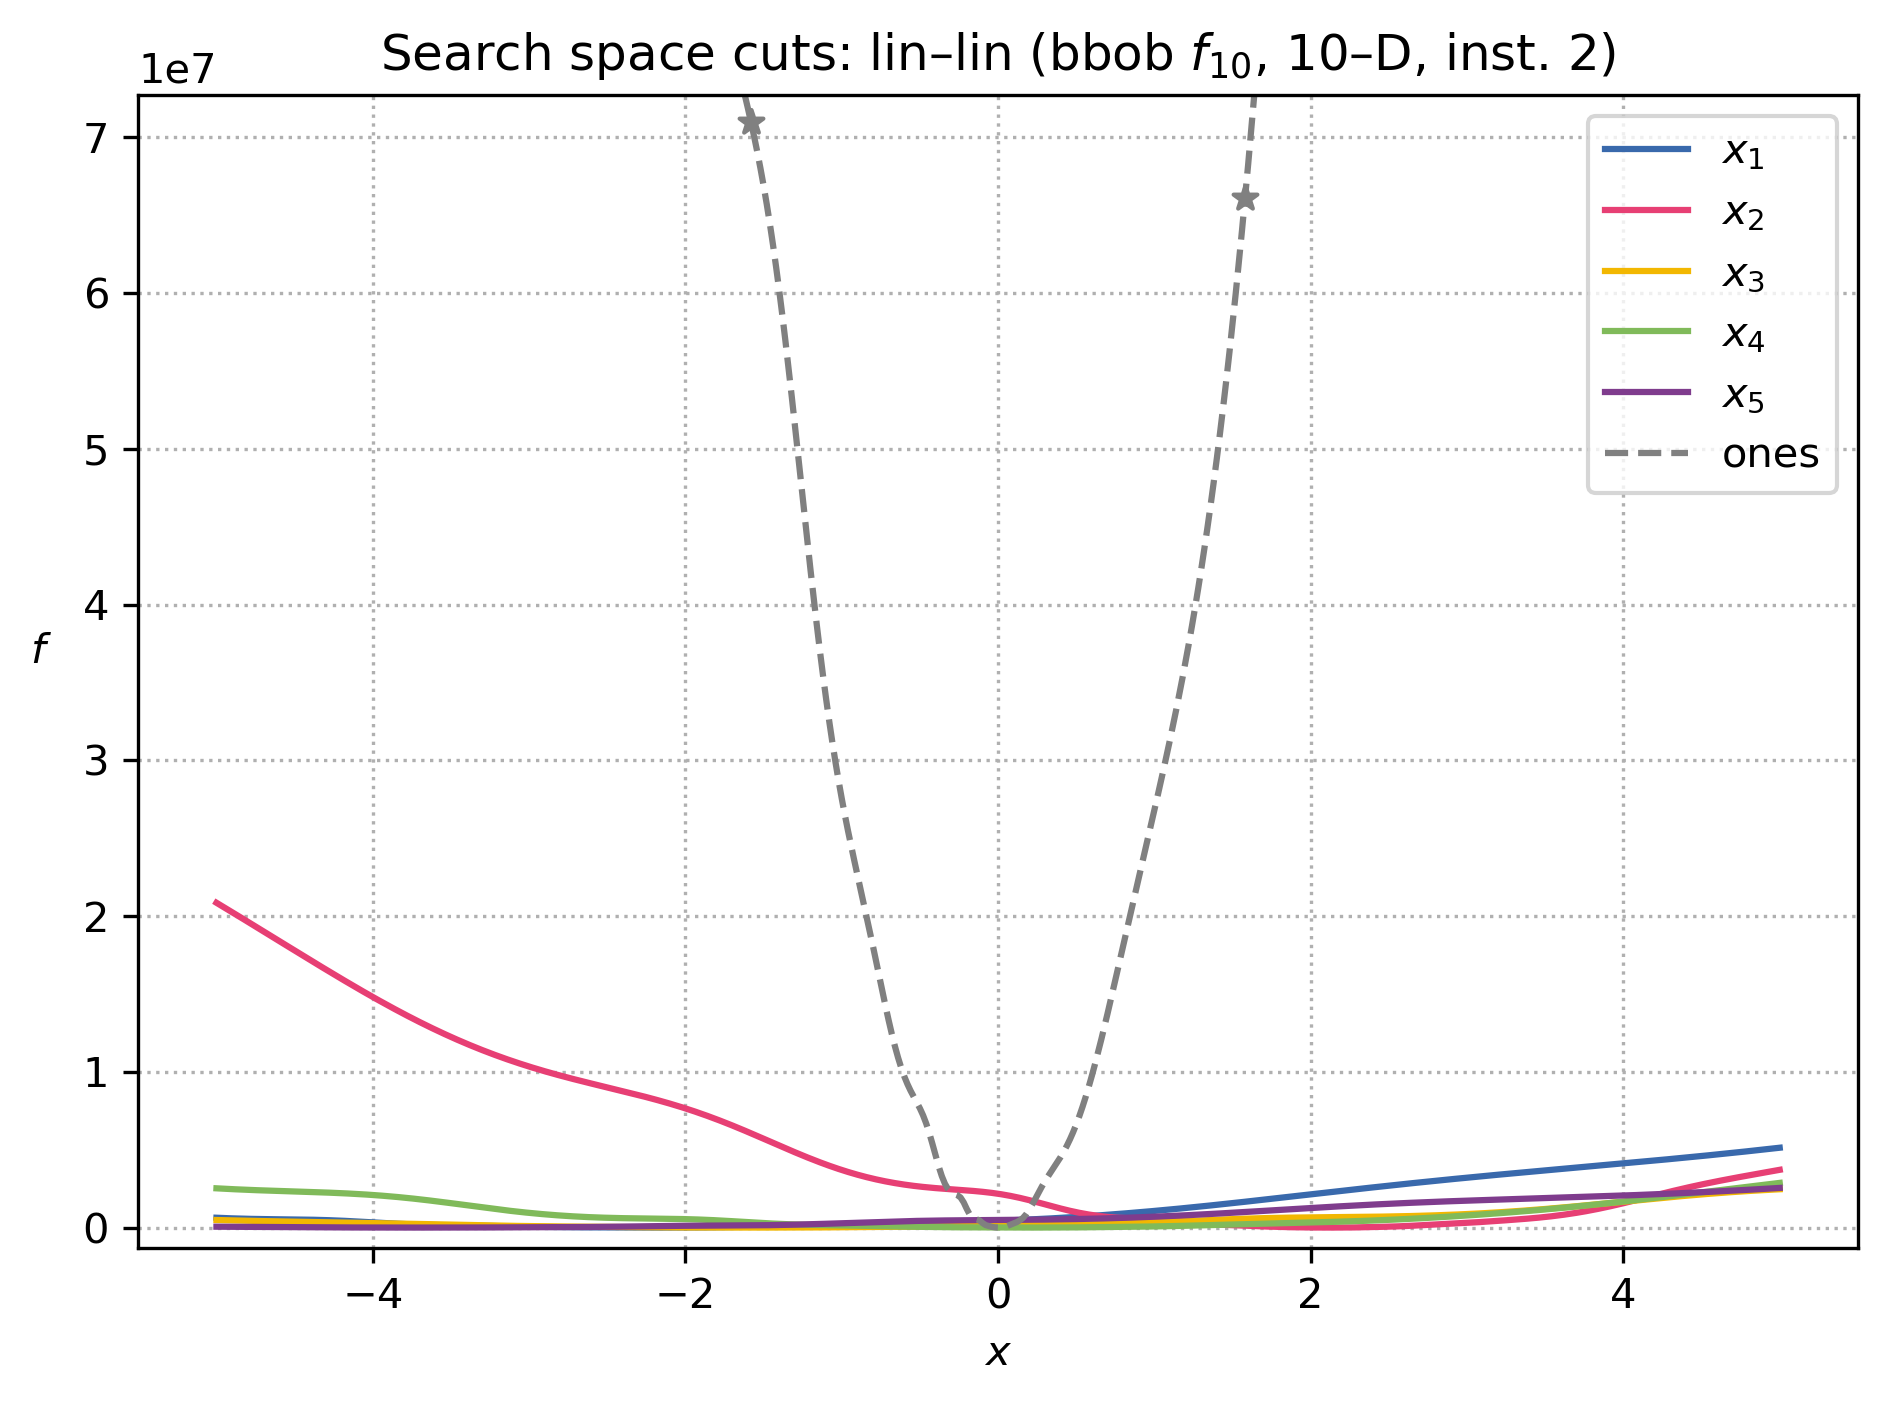 Search space cuts: lin–lin (bbob f10, 10–D, inst. 2)
1e7
7
6
5
4
3
2
1
0
f
−4
−2
0
2
4
x
x1
x2
x3
x4
x5
ones